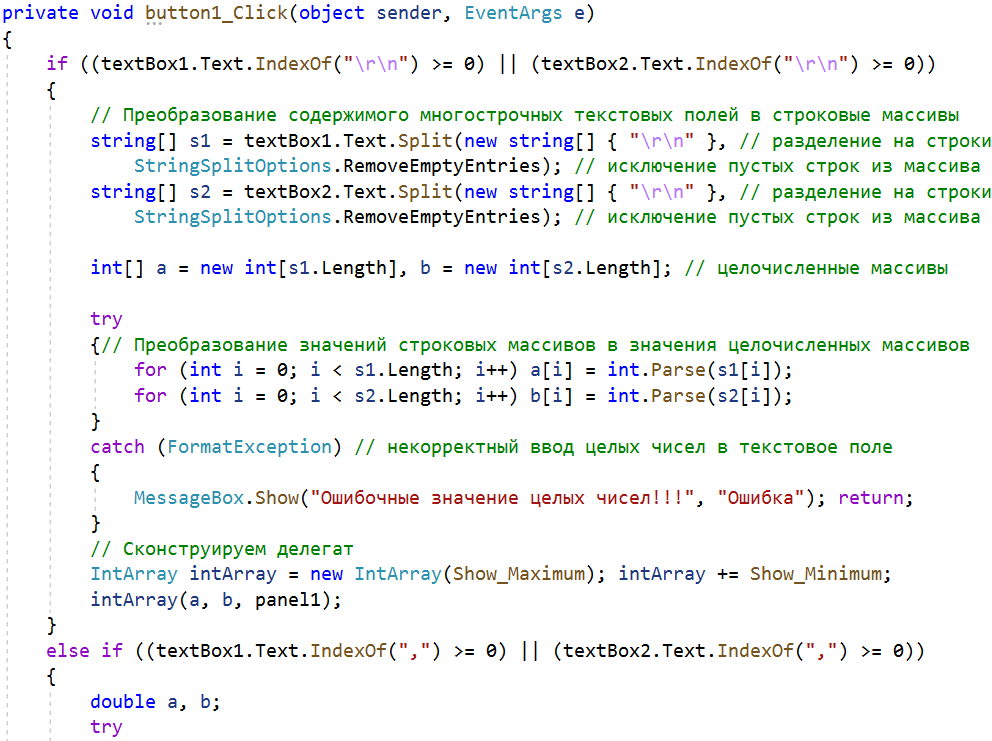 private void button1_Click(object sender, EventArgs e)
{
    if ((textBox1.Text.IndexOf("\r\n") >= 0) || (textBox2.Text.IndexOf("\r\n") >= 0))
    {
        // Преобразование содержимого многострочных текстовых полей в строковые массивы
        string[] s1 = textBox1.Text.Split(new string[] { "\r\n" }, // разделение на строки
            StringSplitOptions.RemoveEmptyEntries); // исключение пустых строк из массива
        string[] s2 = textBox2.Text.Split(new string[] { "\r\n" }, // разделение на строки
            StringSplitOptions.RemoveEmptyEntries); // исключение пустых строк из массива

        int[] a = new int[s1.Length], b = new int[s2.Length]; // целочисленные массивы

        try
        {// Преобразование значений строковых массивов в значения целочисленных массивов
            for (int i = 0; i < s1.Length; i++) a[i] = int.Parse(s1[i]);
            for (int i = 0; i < s2.Length; i++) b[i] = int.Parse(s2[i]);
        }
        catch (FormatException) // некорректный ввод целых чисел в текстовое поле
        {
            MessageBox.Show("Ошибочные значение целых чисел!!!", "Ошибка"); return;
        }
        // Сконструируем делегат
        IntArray intArray = new IntArray(Show_Maximum); intArray += Show_Minimum;
        intArray(a, b, panel1);
    }
    else if ((textBox1.Text.IndexOf(",") >= 0) || (textBox2.Text.IndexOf(",") >= 0))
    {
        double a, b;
        try